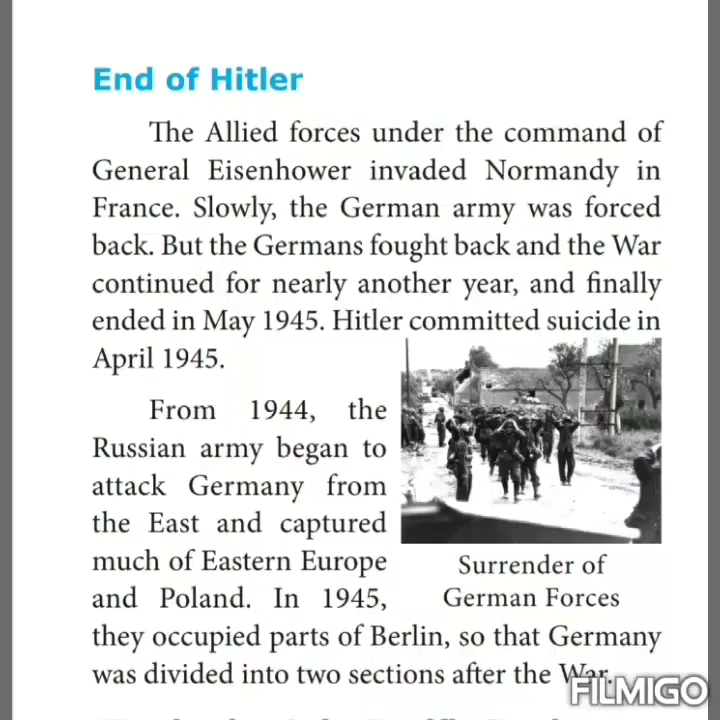 End of Hitler
The Allied forces under the command of
General Eisenhower invaded Normandy in
France. Slowly, the German army was forced
back. But the Germans fought back and the War
continued for nearly another year, and finally
ended in May 1945. Hitler committed suicide in
April 1945.
From 1944, the
Russian army began to
attack Germany from
the East and captured
much of Eastern Europe
and Poland. In 1945,
they occupied parts of Berlin, so that Germany
was divided into two sections after the War.
Surrender of
German Forces
FILMIGO